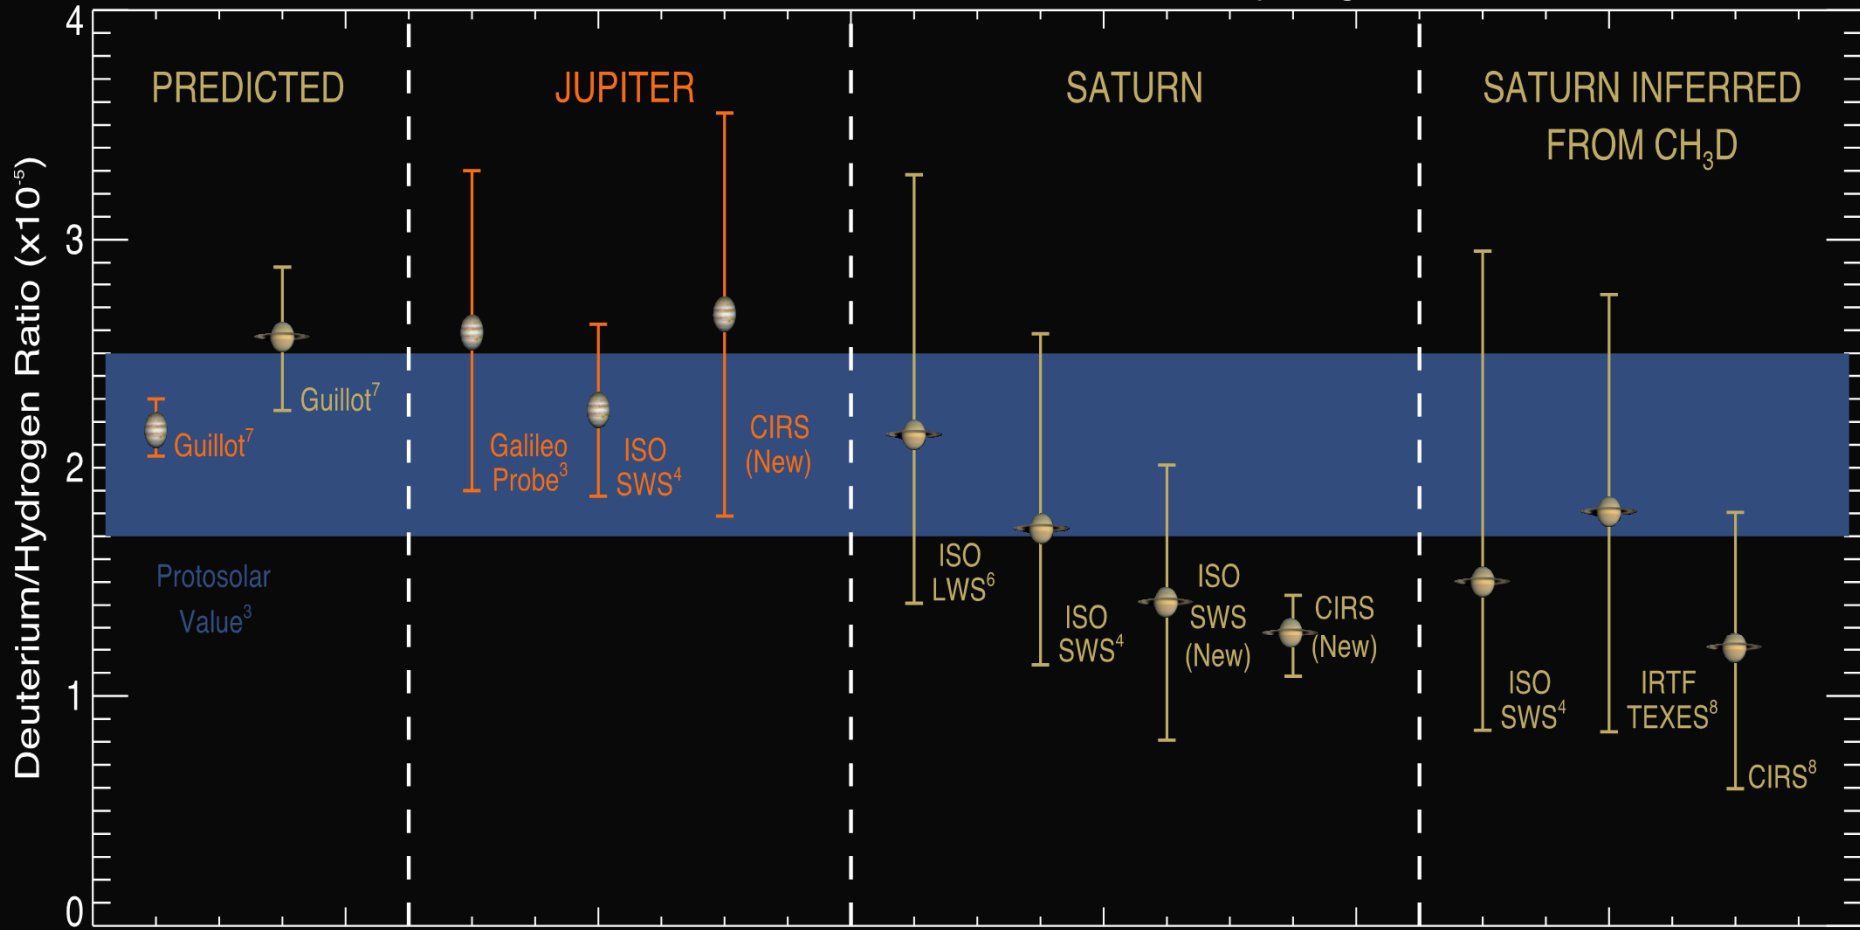 4
3
2
1
0
Deuterium/Hydrogen Ratio (x10⁻⁵)
PREDICTED
Guillot⁷
Guillot⁷
Protosolar
Value³
JUPITER
Galileo
Probe³
ISO
SWS⁴
CIRS
(New)
SATURN
ISO
LWS⁶
ISO
SWS⁴
ISO
SWS
(New)
CIRS
(New)
SATURN INFERRED
FROM CH₃D
ISO
SWS⁴
IRTF
TEXES⁸
CIRS⁸